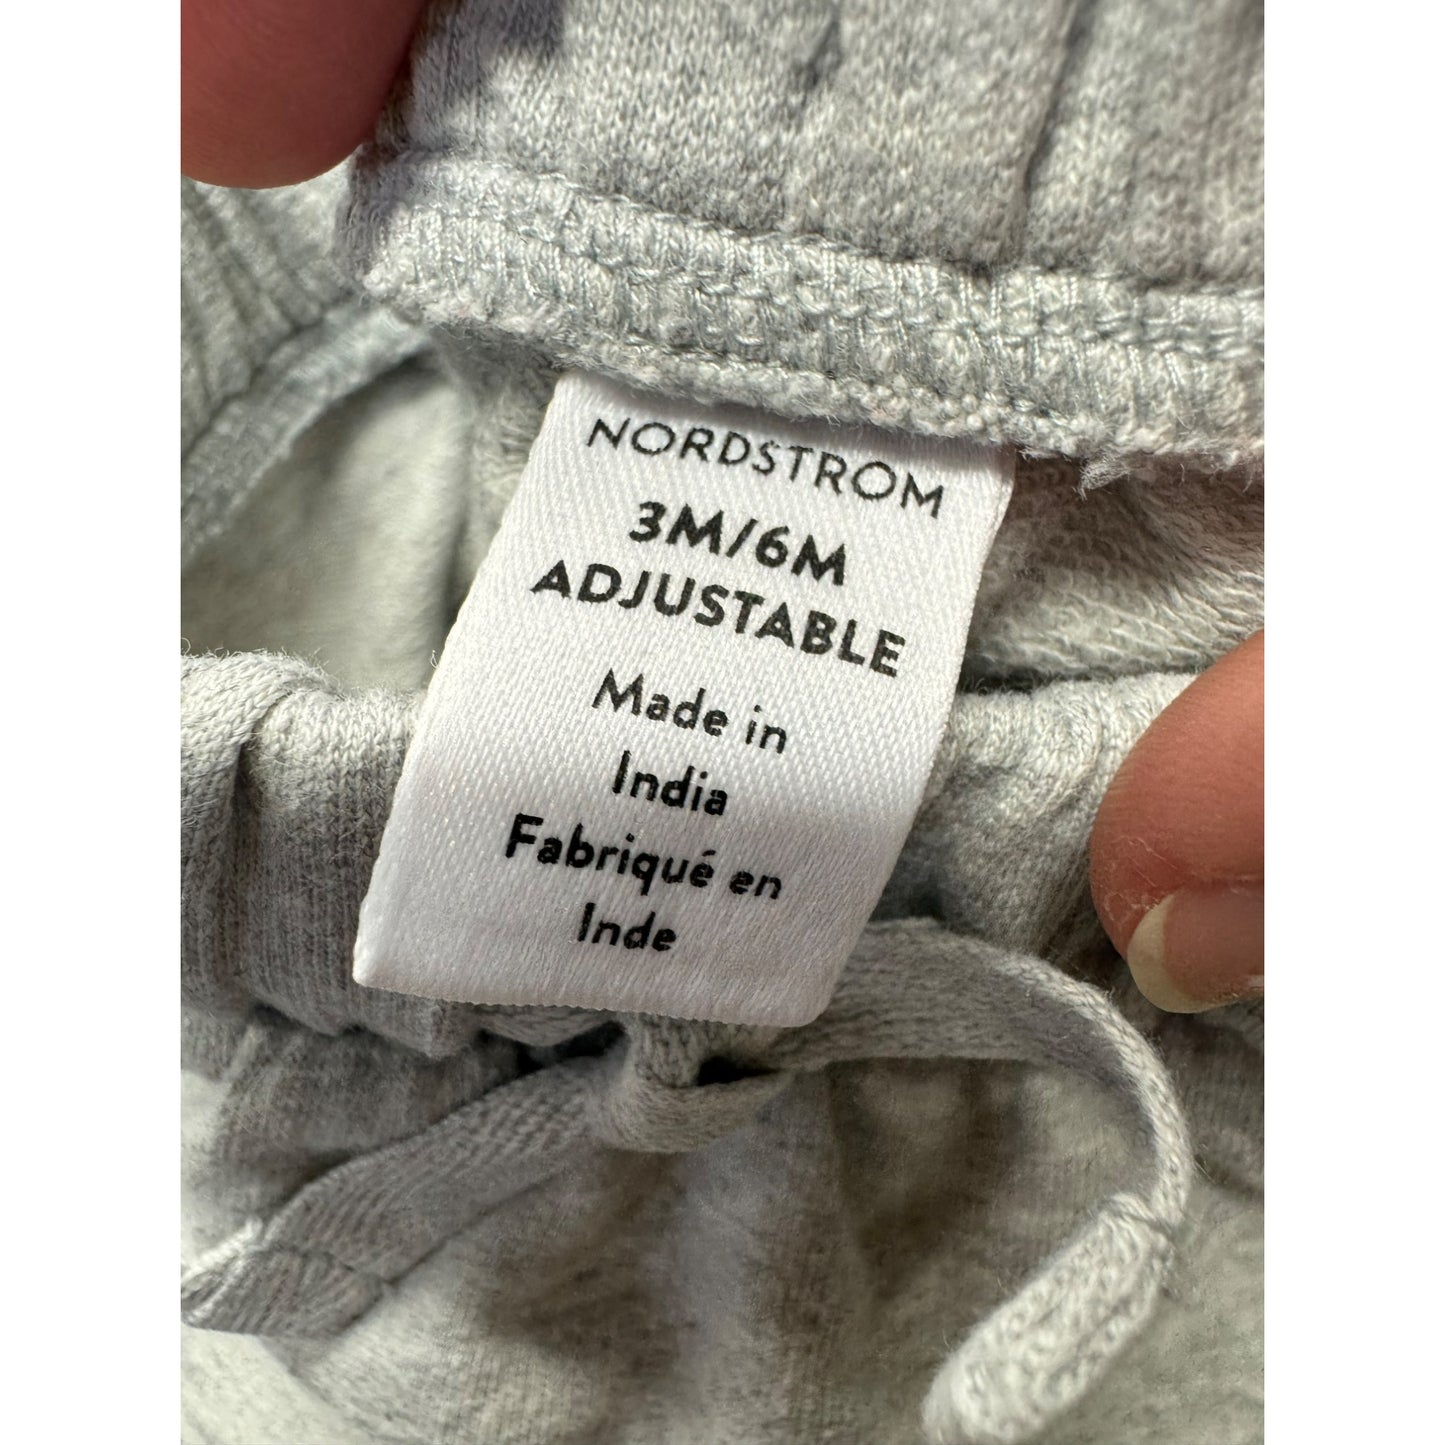 NORDSTROM
3M/6M
ADJUSTABLE
Made in
India
Fabriqué en
Inde